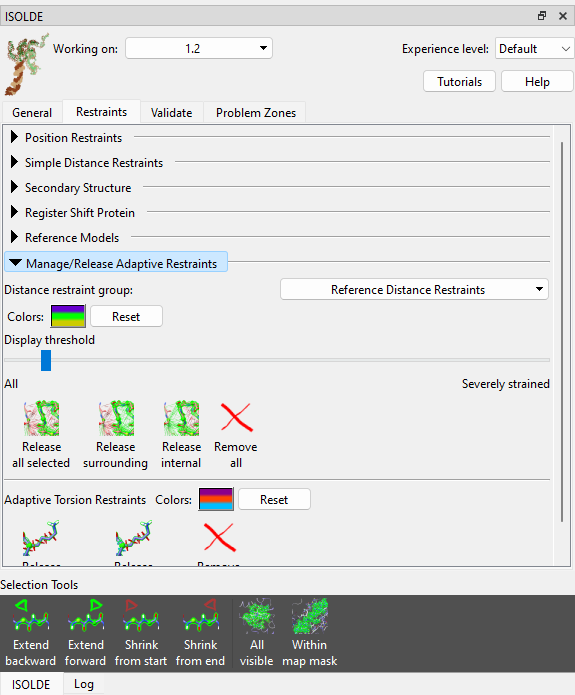 ISOLDE
Working on: 1.2 Experience level: Default
Tutorials Help
General Restraints Validate Problem Zones
Position Restraints
Simple Distance Restraints
Secondary Structure
Register Shift Protein
Reference Models
Manage/Release Adaptive Restraints
Distance restraint group: Reference Distance Restraints
Colors: Reset
Display threshold
All Severely strained
Release Release Release Remove
all selected surrounding internal all
Adaptive Torsion Restraints Colors: Reset
Release Release Remove
Selection Tools
Extend Extend Shrink Shrink All Within
backward forward from start from end visible map mask
ISOLDE Log